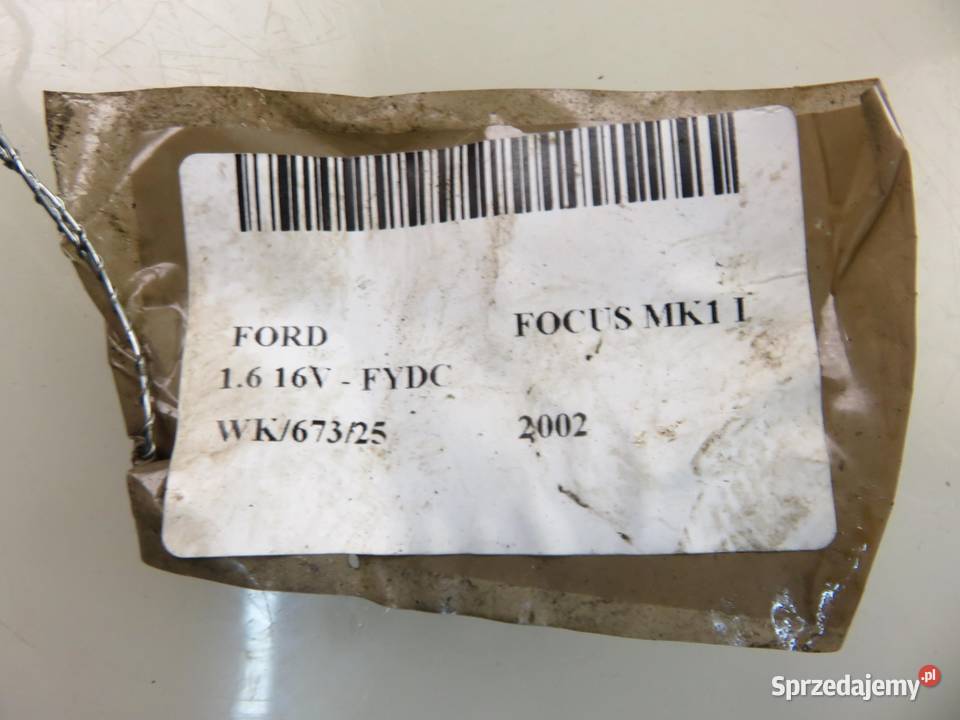 FORD FOCUS MK1 I
1.6 16V - FYDC
WK/673/25 2002
Sprzedajemy.pl